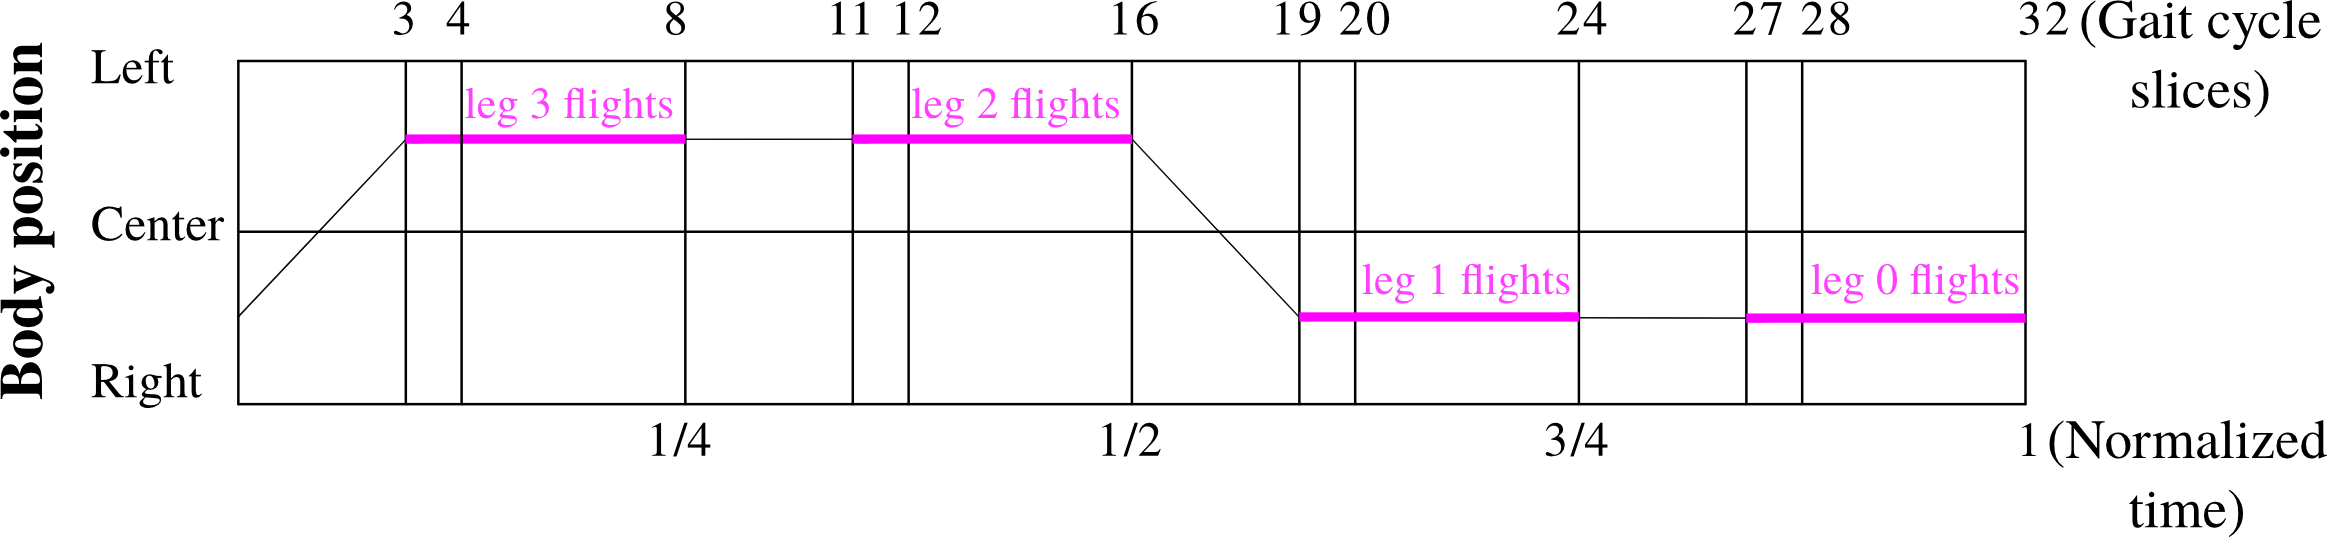 3 4 8 11 12 16 19 20 24 27 28 32 (Gait cycle
slices)
Left
leg 3 flights leg 2 flights
Center
leg 1 flights leg 0 flights
Right
Body position
1/4 1/2 3/4 1 (Normalized
time)